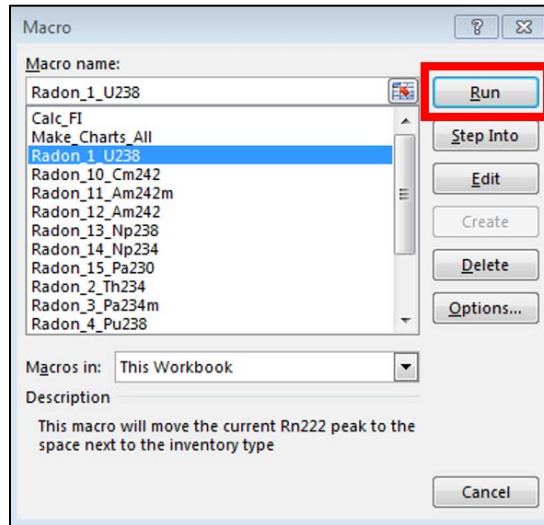 Macro
Macro name:
Radon_1_U238
Run
Calc_FI
Make_Charts_All
Radon_1_U238
Radon_10_Cm242
Radon_11_Am242m
Radon_12_Am242
Radon_13_Np238
Radon_14_Np234
Radon_15_Pa230
Radon_2_Th234
Radon_3_Pa234m
Radon_4_Pu238
Step Into
Edit
Create
Delete
Options...
Macros in: This Workbook
Description
This macro will move the current Rn222 peak to the
space next to the inventory type
Cancel